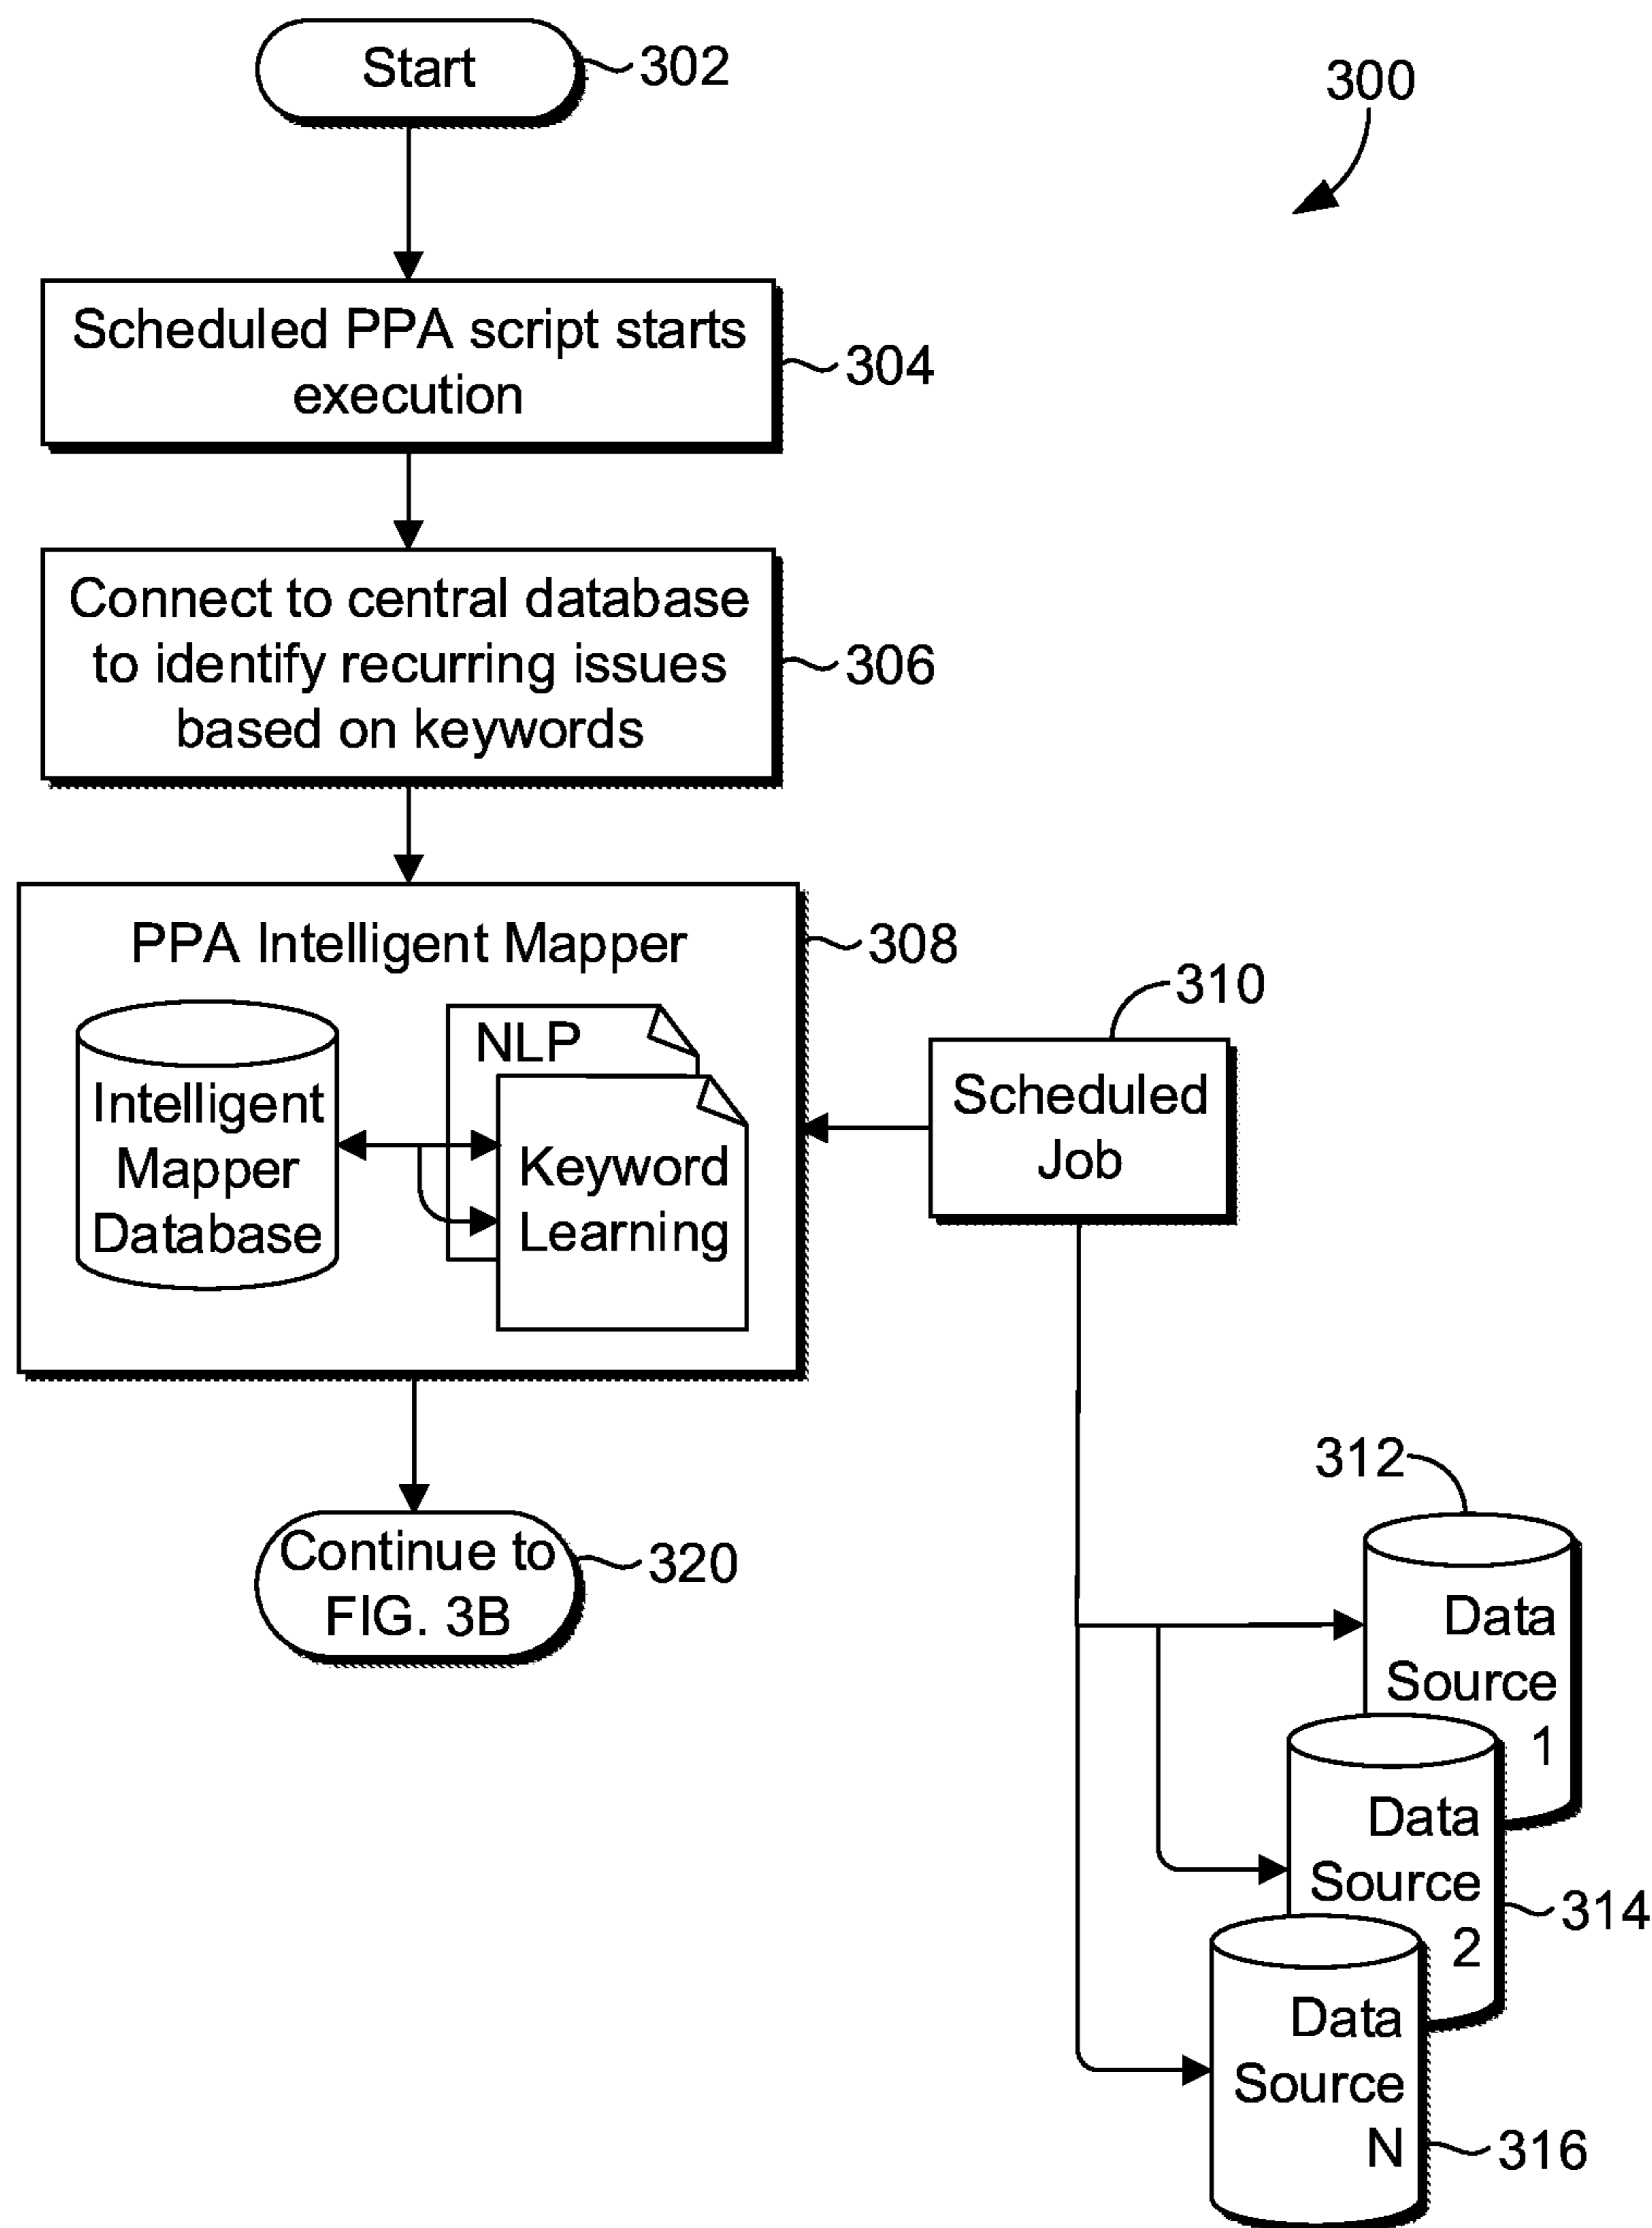 Start
302
300
Scheduled PPA script starts
execution
304
Connect to central database
to identify recurring issues
based on keywords
306
PPA Intelligent Mapper
308
Intelligent
Mapper
Database
NLP
Keyword
Learning
310
Scheduled
Job
Continue to
FIG. 3B
320
312
Data
Source
1
Data
Source
2
314
Data
Source
N
316